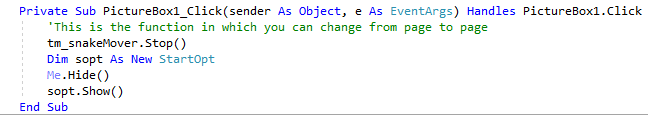 Private Sub PictureBox1_Click(sender As Object, e As EventArgs) Handles PictureBox1.Click
'This is the function in which you can change from page to page
tm_snakeMover.Stop()
Dim sopt As New StartOpt
Me.Hide()
sopt.Show()
End Sub